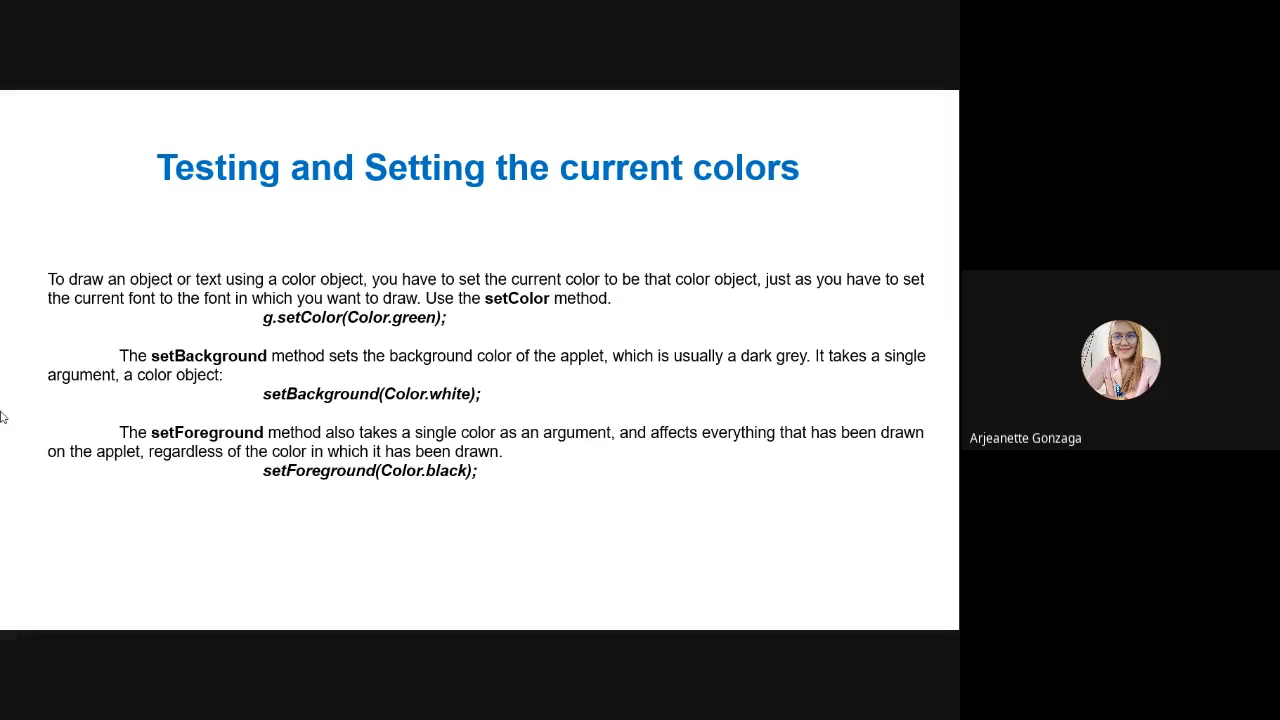 Testing and Setting the current colors
To draw an object or text using a color object, you have to set the current color to be that color object, just as you have to set
the current font to the font in which you want to draw. Use the setColor method.
g.setColor(Color.green);
The setBackground method sets the background color of the applet, which is usually a dark grey. It takes a single
argument, a color object:
setBackground(Color.white);
The setForeground method also takes a single color as an argument, and affects everything that has been drawn
on the applet, regardless of the color in which it has been drawn.
setForeground(Color.black);
Arjeanette Gonzaga